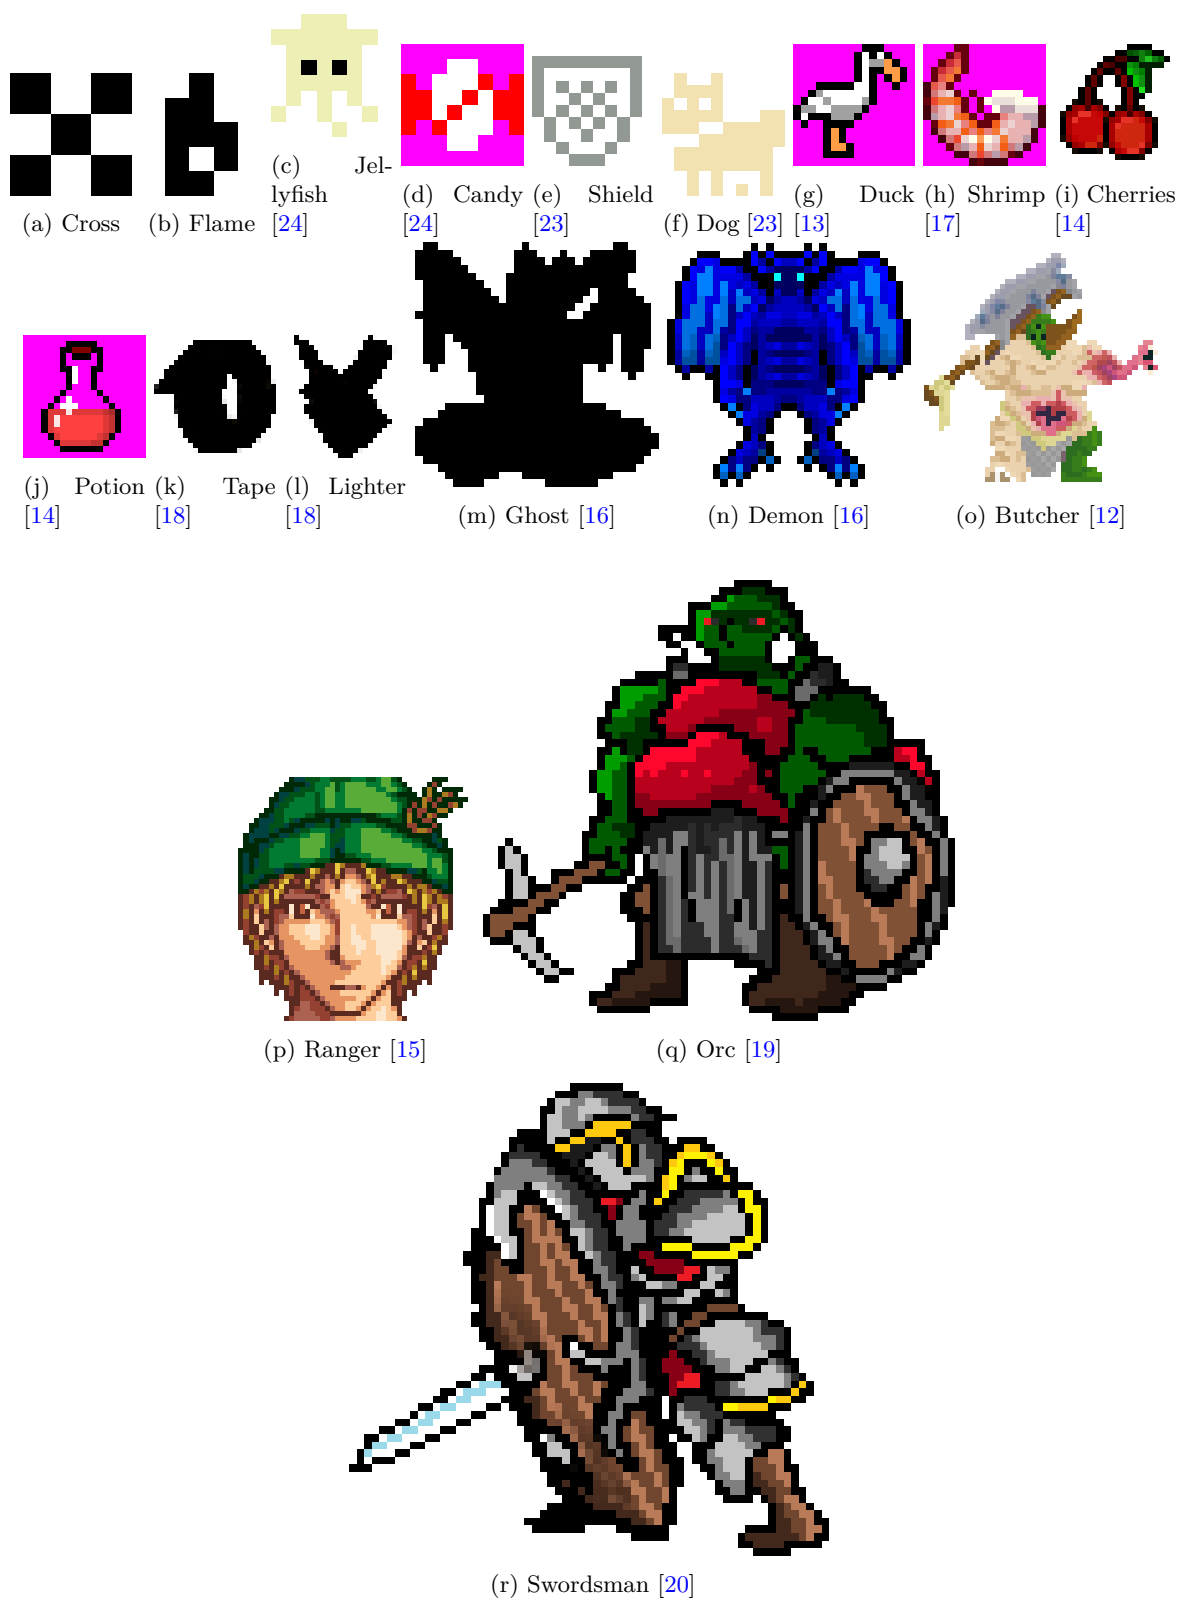 (a) Cross
(b) Flame
(c) Jel-
lyfish
[24]
(d) Candy
[24]
(e) Shield
[23]
(f) Dog [23]
(g) Duck
[13]
(h) Shrimp
[17]
(i) Cherries
[14]
(j) Potion
[14]
(k) Tape
[18]
(l) Lighter
[18]
(m) Ghost [16]
(n) Demon [16]
(o) Butcher [12]
(p) Ranger [15]
(q) Orc [19]
(r) Swordsman [20]